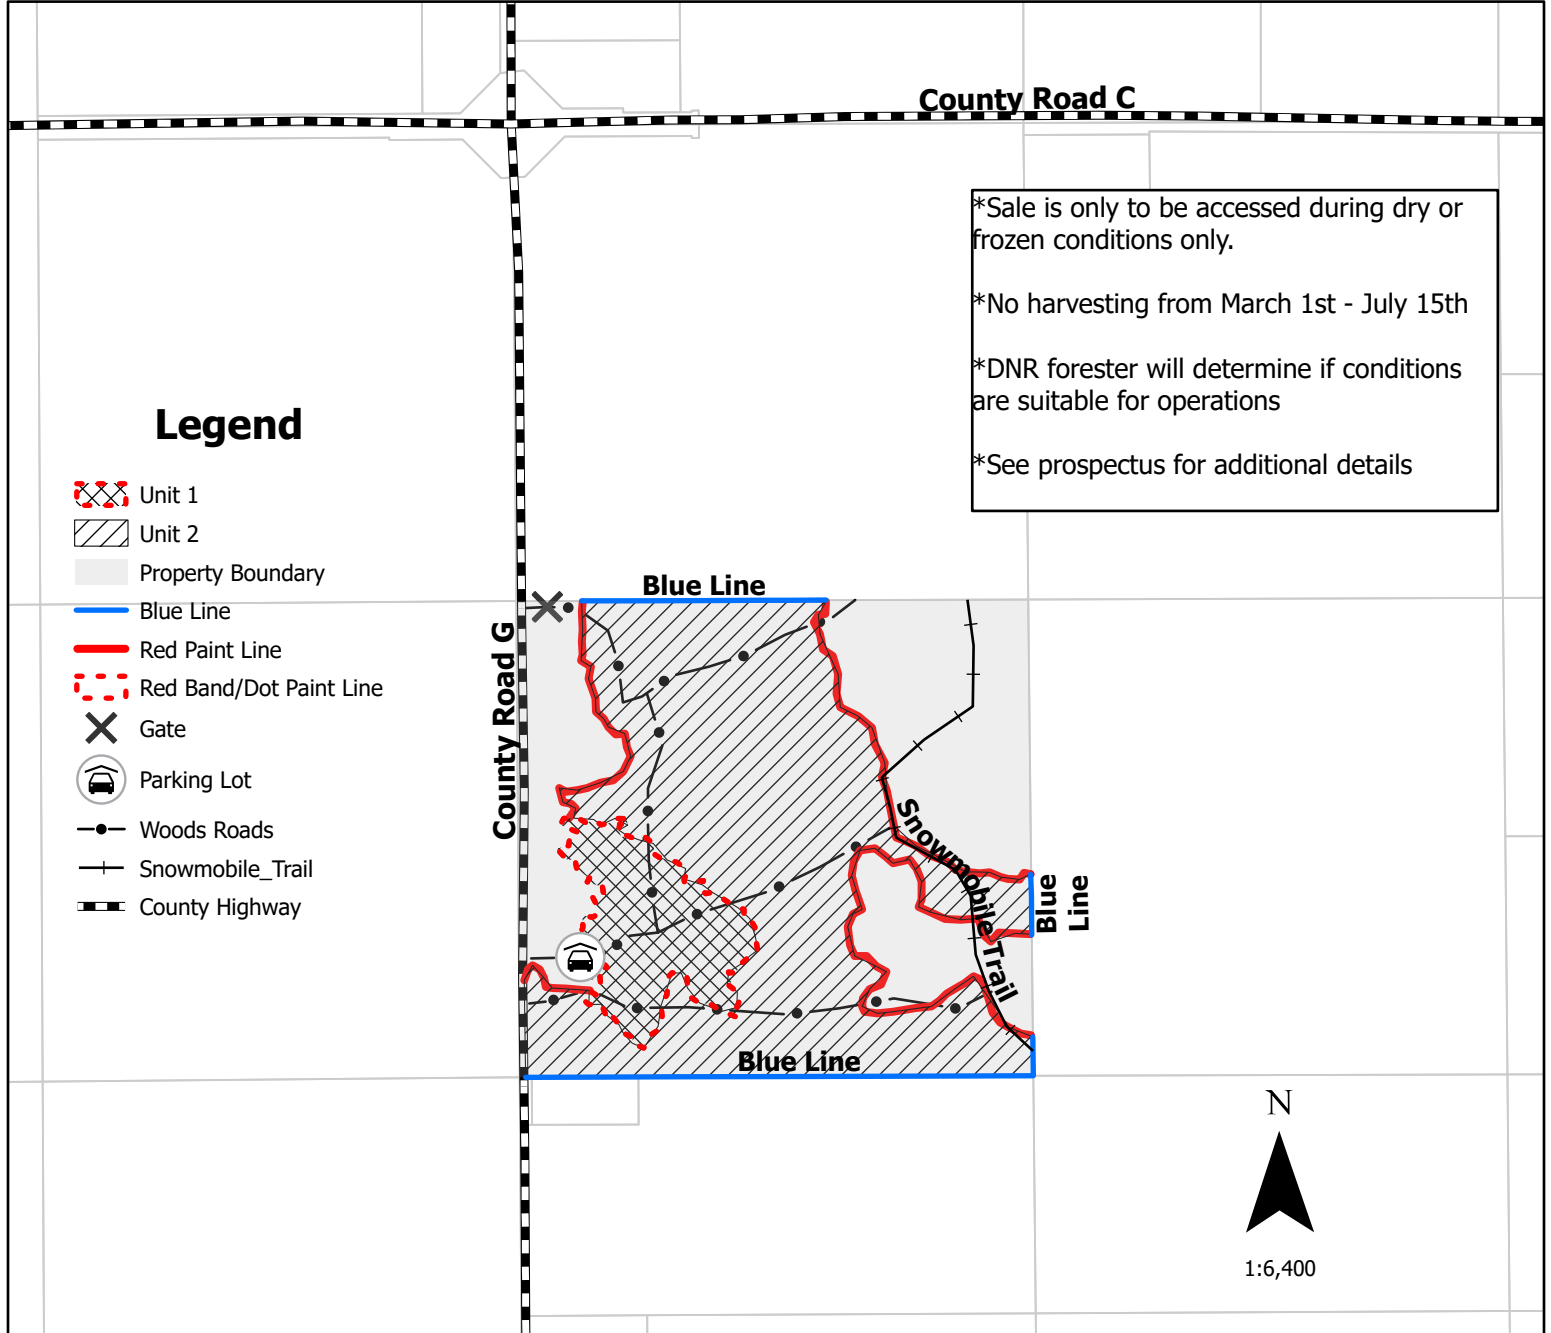 County Road C
*Sale is only to be accessed during dry or
frozen conditions only.
*No harvesting from March 1st - July 15th
*DNR forester will determine if conditions
are suitable for operations
*See prospectus for additional details
Legend
Unit 1
Unit 2
Property Boundary
Blue Line
Red Paint Line
Red Band/Dot Paint Line
Gate
Parking Lot
Woods Roads
Snowmobile_Trail
County Highway
Blue Line
County Road G
Snowmobile Trail
Blue
Line
Blue Line
N
1:6,400